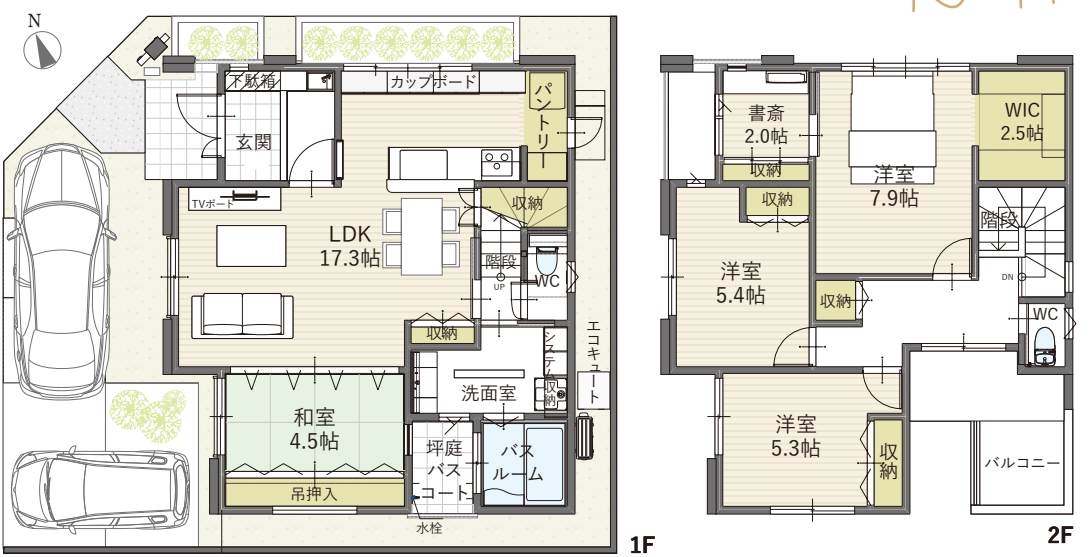 N
下駄箱
カップボード
パントリー
玄関
TVボード
LDK
17.3帖
収納
階段
UP
WC
収納
エコキュート
システム収納
洗面室
和室
4.5帖
坪庭
バス
コート
バス
ルーム
吊押入
水栓
1F
書斎
2.0帖
収納
洋室
7.9帖
WIC
2.5帖
収納
階段
洋室
5.4帖
DN
収納
WC
洋室
5.3帖
収納
バルコニー
2F